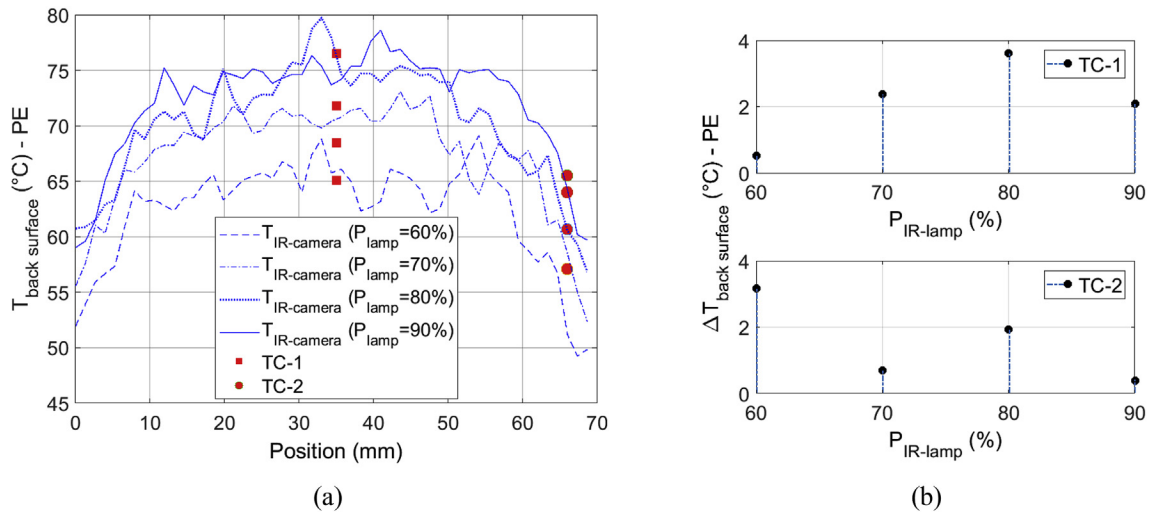 80
75
70
65
60
55
50
45
0 10 20 30 40 50 60 70
T_back surface (°C) - PE
Position (mm)
T_IR-camera (P_lamp=60%)
T_IR-camera (P_lamp=70%)
T_IR-camera (P_lamp=80%)
T_IR-camera (P_lamp=90%)
TC-1
TC-2
(a)
ΔT_back surface (°C) - PE
4
2
0
60 70 80 90
P_IR-lamp (%)
TC-1
4
2
0
60 70 80 90
P_IR-lamp (%)
TC-2
(b)